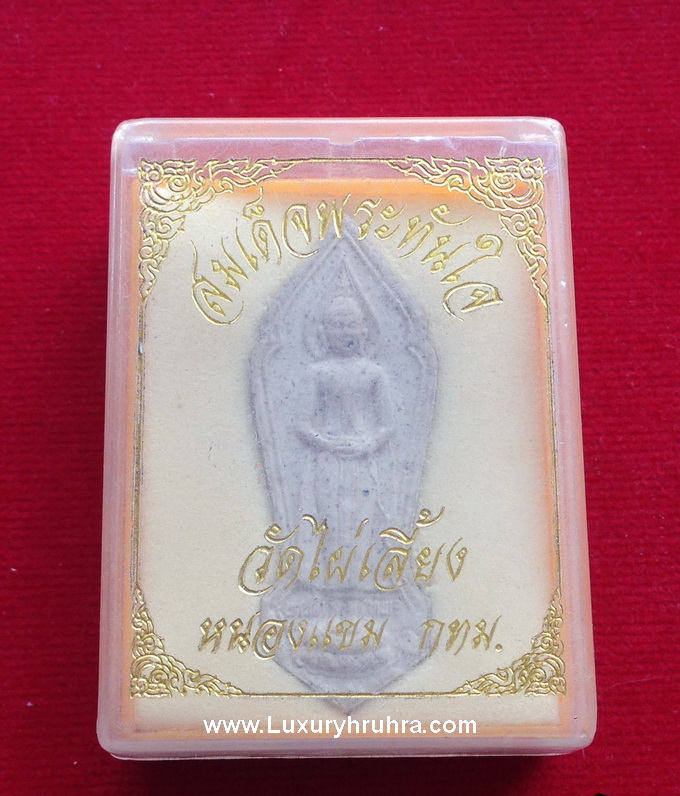 สมเด็จพระทันใจ
วัดไผ่เลี้ยง
หนองแขม กทม.
www.Luxuryhruhra.com